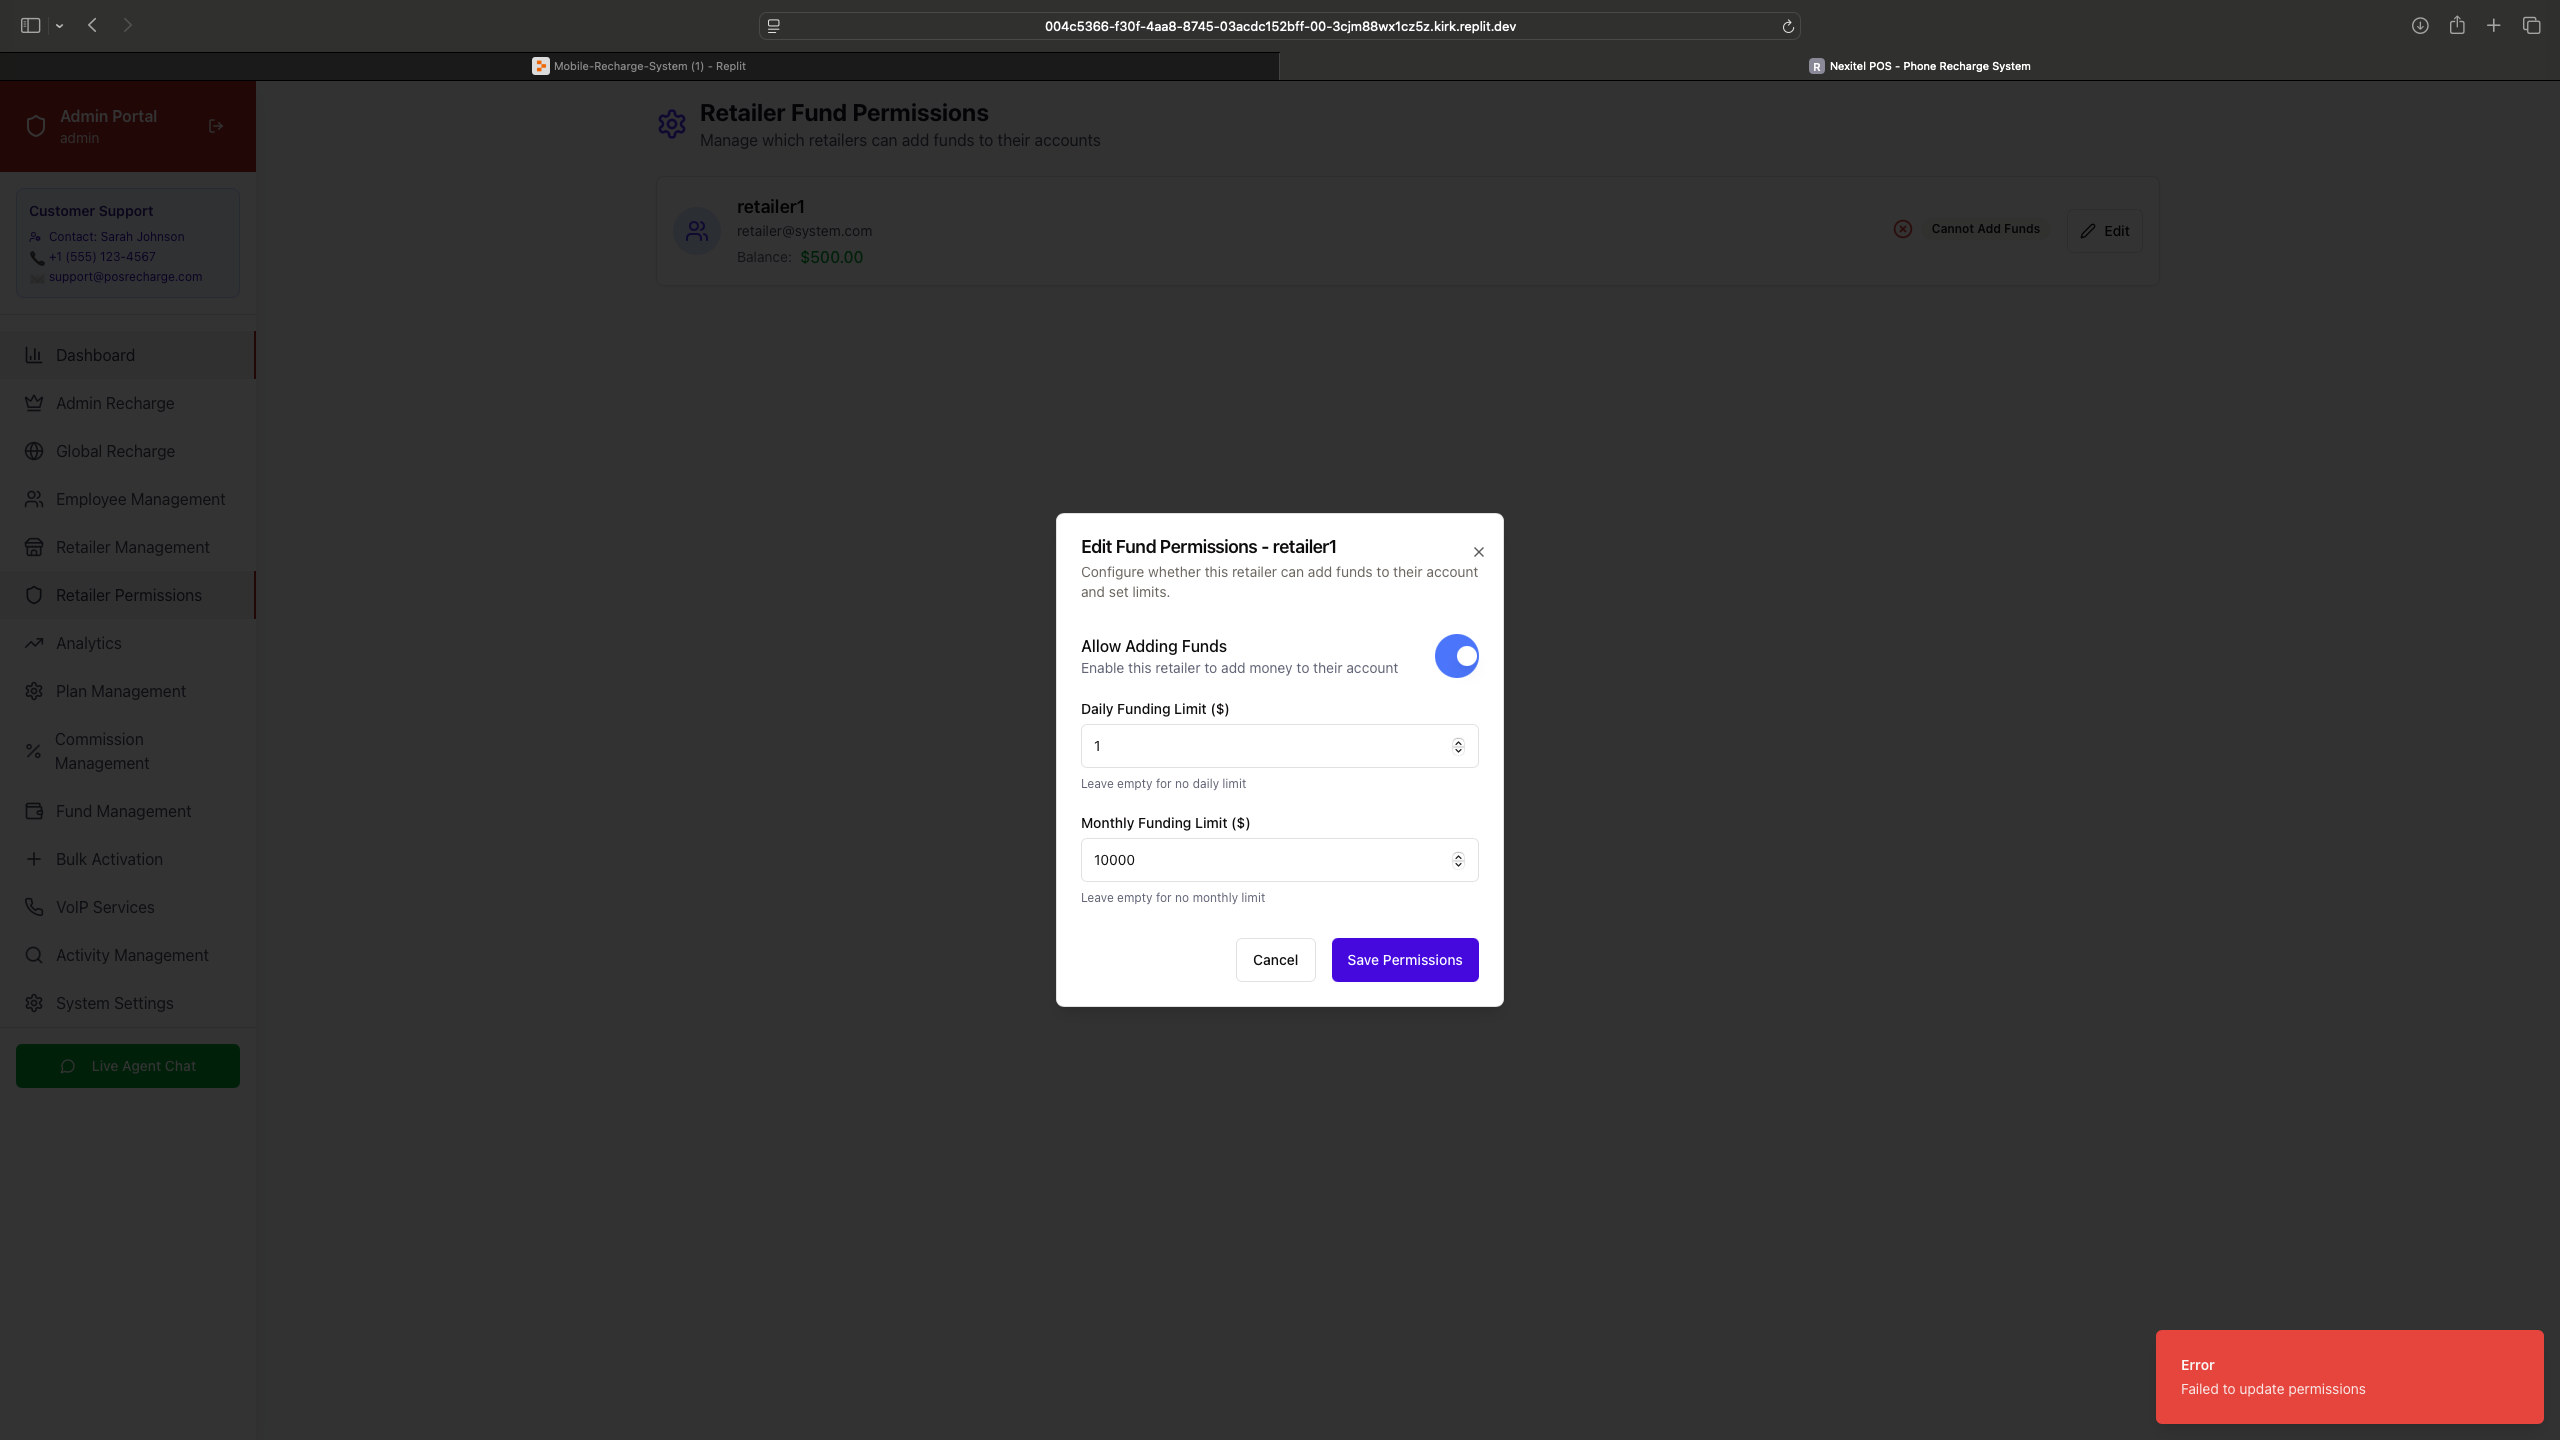 004c5366-f30f-4aa8-8745-03acdc152bff-00-3cjm88wx1cz5z.kirk.replit.dev
Mobile-Recharge-System (1) - Replit
R Nexitel POS - Phone Recharge System
Admin Portal
admin
Customer Support
Contact: Sarah Johnson
+1 (555) 123-4567
support@posrecharge.com
Dashboard
Admin Recharge
Global Recharge
Employee Management
Retailer Management
Retailer Permissions
Analytics
Plan Management
Commission
Management
Fund Management
Bulk Activation
VoIP Services
Activity Management
System Settings
Live Agent Chat
Retailer Fund Permissions
Manage which retailers can add funds to their accounts
retailer1
retailer@system.com
Balance: $500.00
Cannot Add Funds
Edit
Edit Fund Permissions - retailer1
Configure whether this retailer can add funds to their account
and set limits.
Allow Adding Funds
Enable this retailer to add money to their account
Daily Funding Limit ($)
1
Leave empty for no daily limit
Monthly Funding Limit ($)
10000
Leave empty for no monthly limit
Cancel
Save Permissions
Error
Failed to update permissions